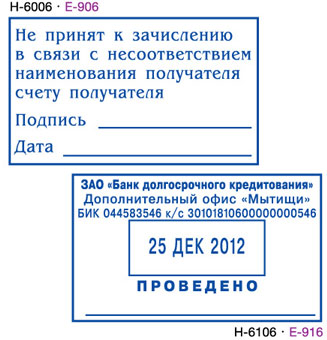 Н-6006 · E-906
Не принят к зачислению
в связи с несоответствием
наименования получателя
счету получателя
Подпись
Дата
ЗАО «Банк долгосрочного кредитования»
Дополнительный офис «Мытищи»
БИК 044583546 к/с 30101810600000000546
25 ДЕК 2012
ПРОВЕДЕНО
Н-6106 · E-916